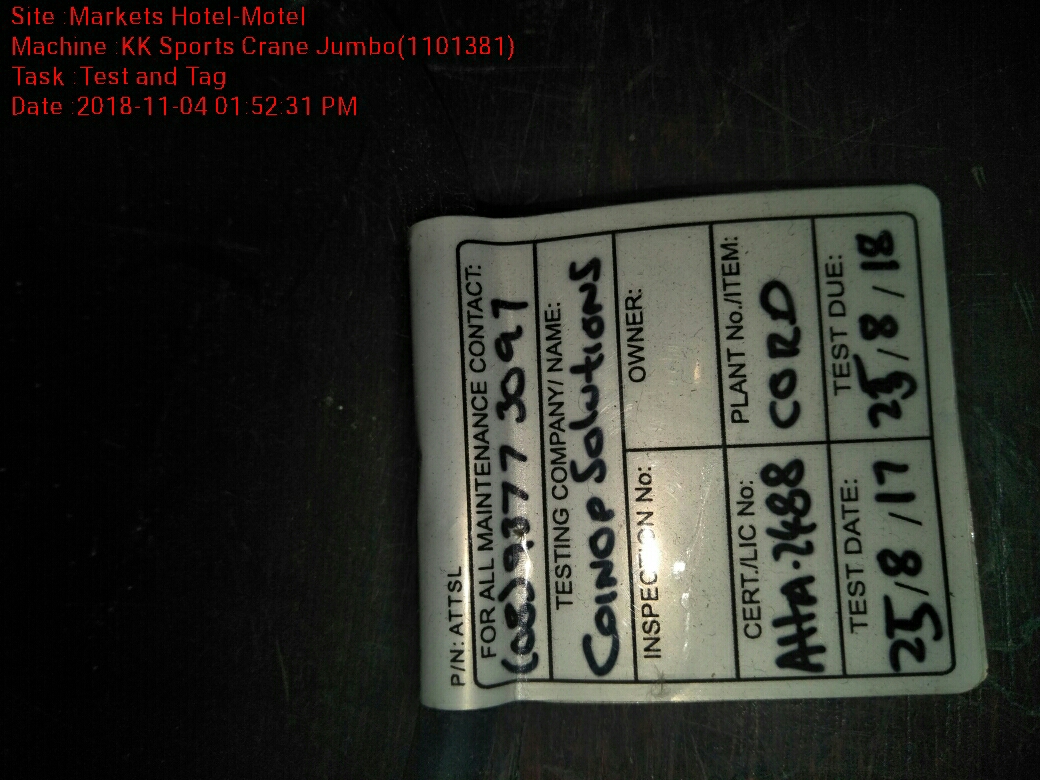 Site :Markets Hotel-Motel
Machine :KK Sports Crane Jumbo(1101381)
Task :Test and Tag
Date :2018-11-04 01:52:31 PM
P/N: ATTSL
FOR ALL MAINTENANCE CONTACT:
(08)9377 3097
TESTING COMPANY/ NAME:
COINOP Solutions
INSPECTION No:
OWNER:
CERT./LIC No:
PLANT No./ITEM:
CORD
TEST DATE:
25/8/17
TEST DUE:
25/8/18